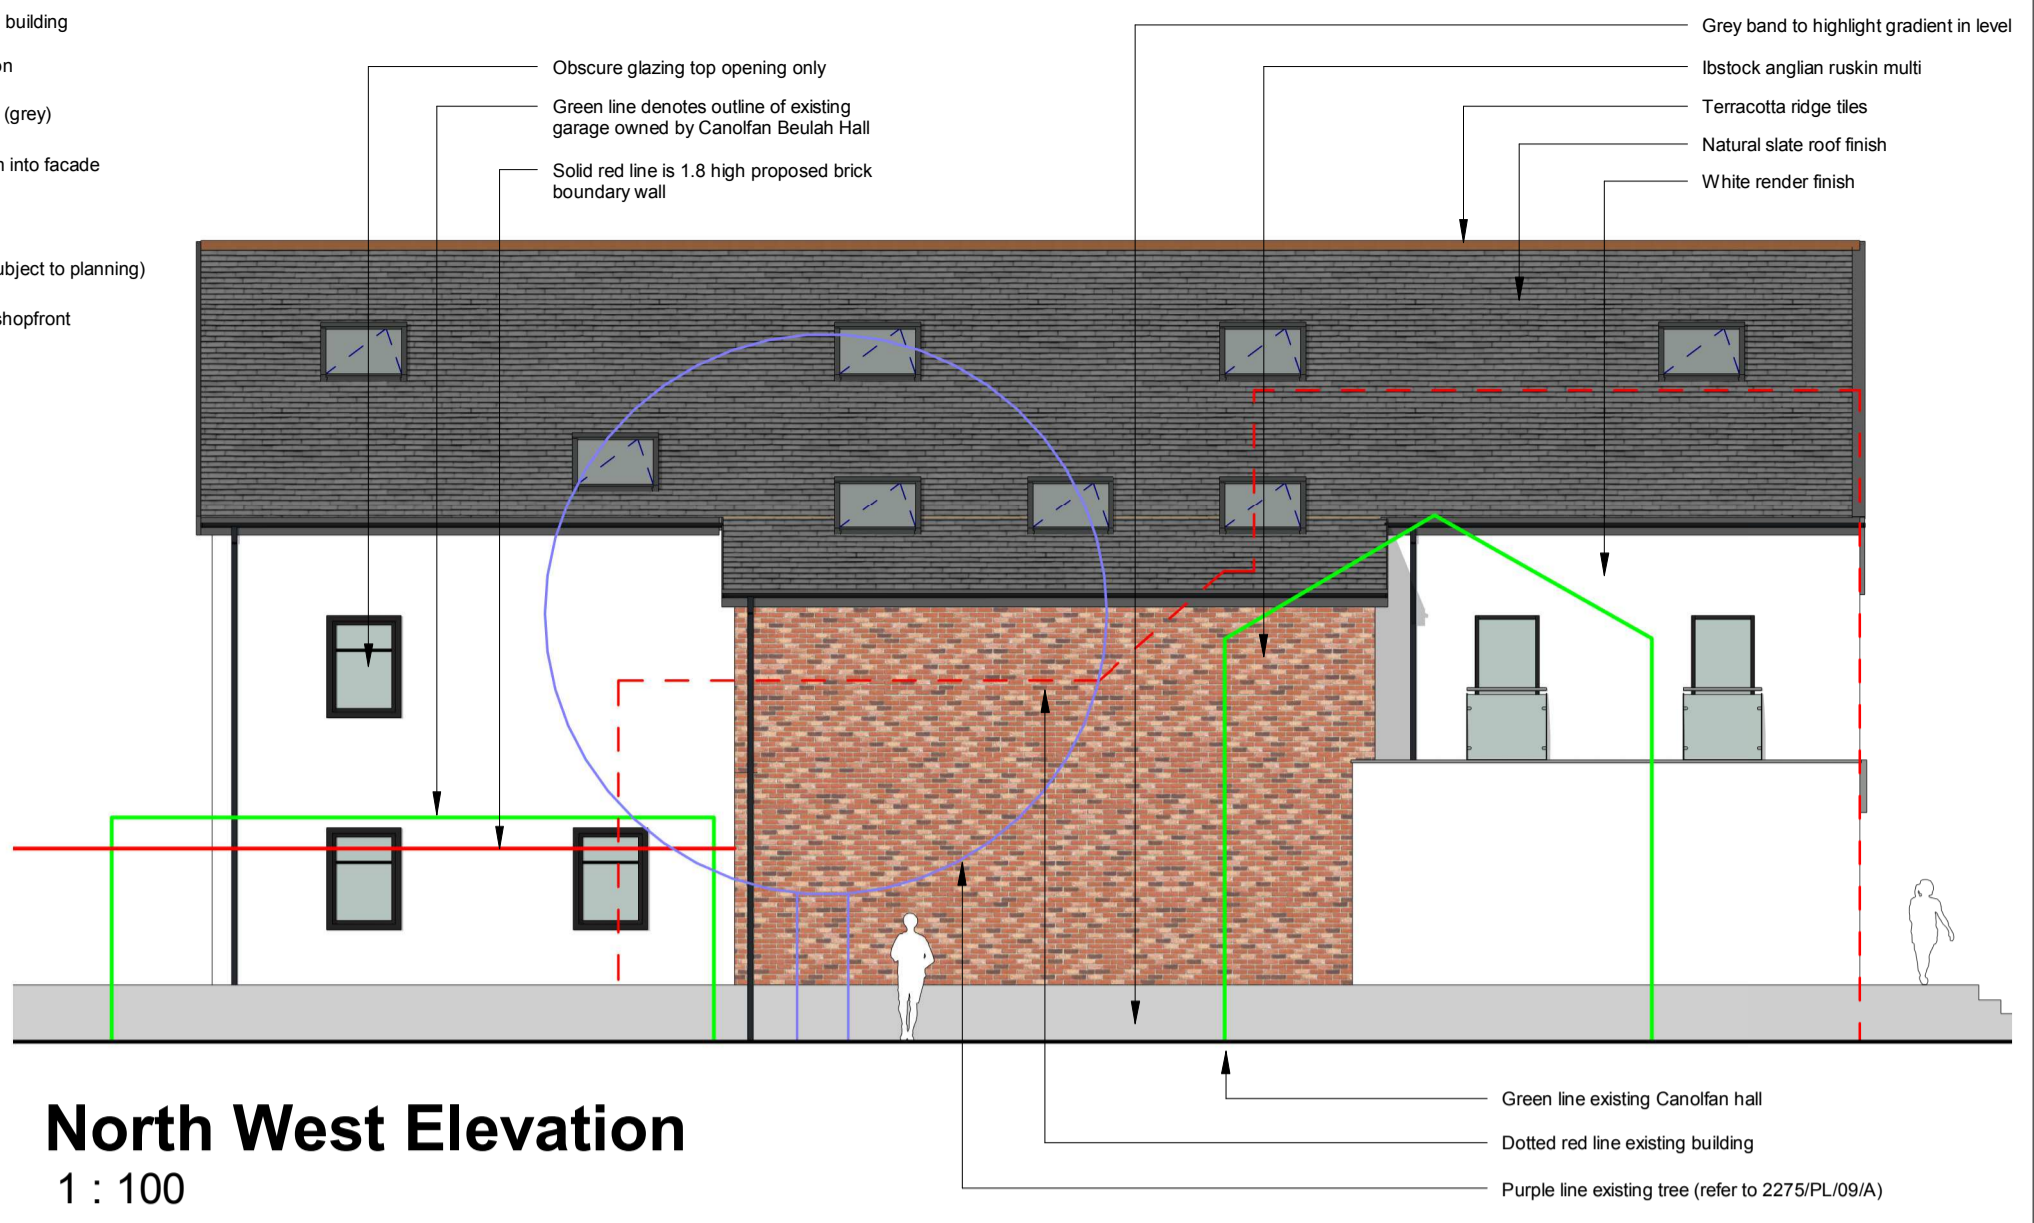 building
on
(grey)
n into facade
ubject to planning)
shopfront
Obscure glazing top opening only
Green line denotes outline of existing
garage owned by Canolfan Beulah Hall
Solid red line is 1.8 high proposed brick
boundary wall
Grey band to highlight gradient in level
Ibstock anglian ruskin multi
Terracotta ridge tiles
Natural slate roof finish
White render finish
Green line existing Canolfan hall
Dotted red line existing building
Purple line existing tree (refer to 2275/PL/09/A)
North West Elevation
1 : 100